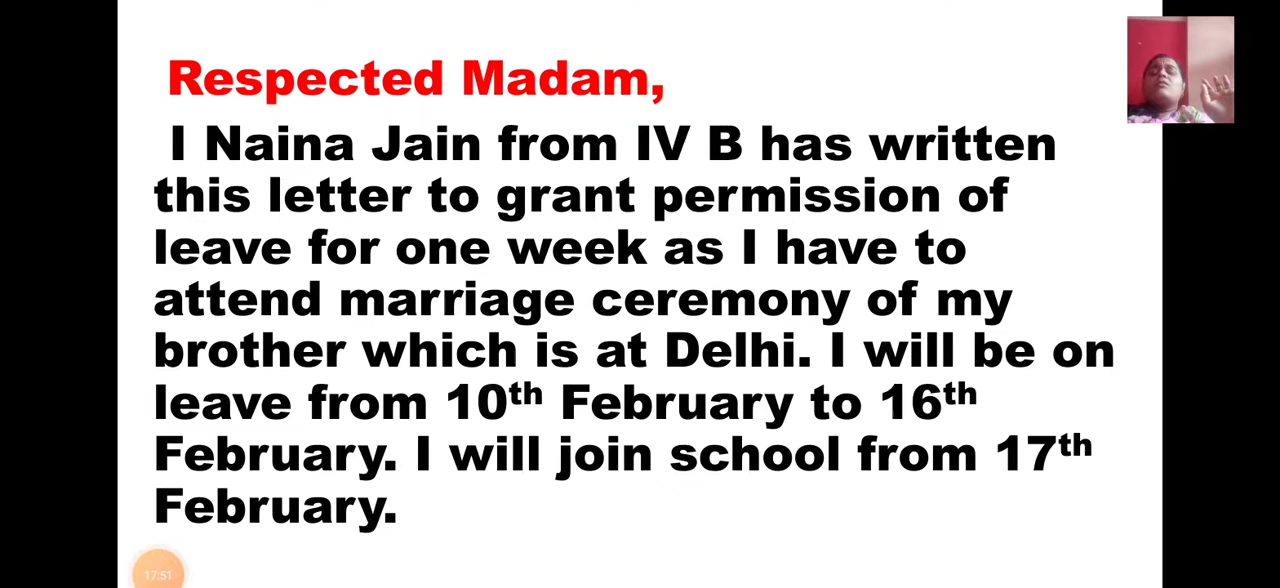 Respected Madam,
I Naina Jain from IV B has written
this letter to grant permission of
leave for one week as I have to
attend marriage ceremony of my
brother which is at Delhi. I will be on
leave from 10th February to 16th
February. I will join school from 17th
February.
17:51